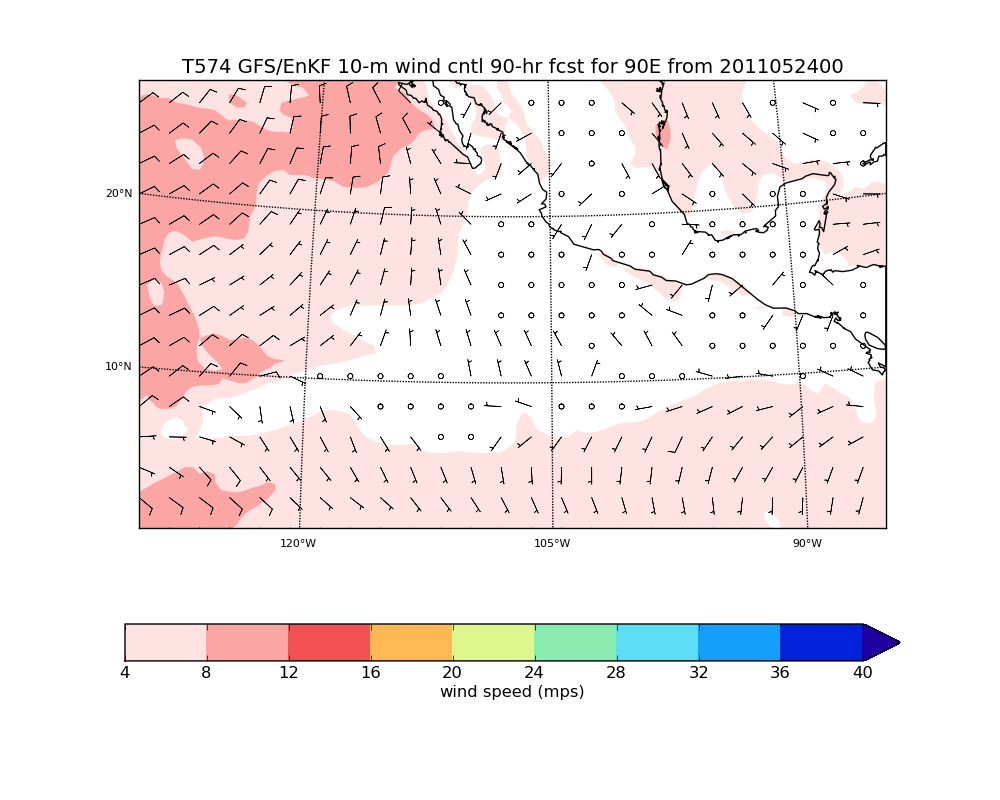 T574 GFS/EnKF 10-m wind cntl 90-hr fcst for 90E from 2011052400
20°N
10°N
120°W 105°W 90°W
4 8 12 16 20 24 28 32 36 40
wind speed (mps)